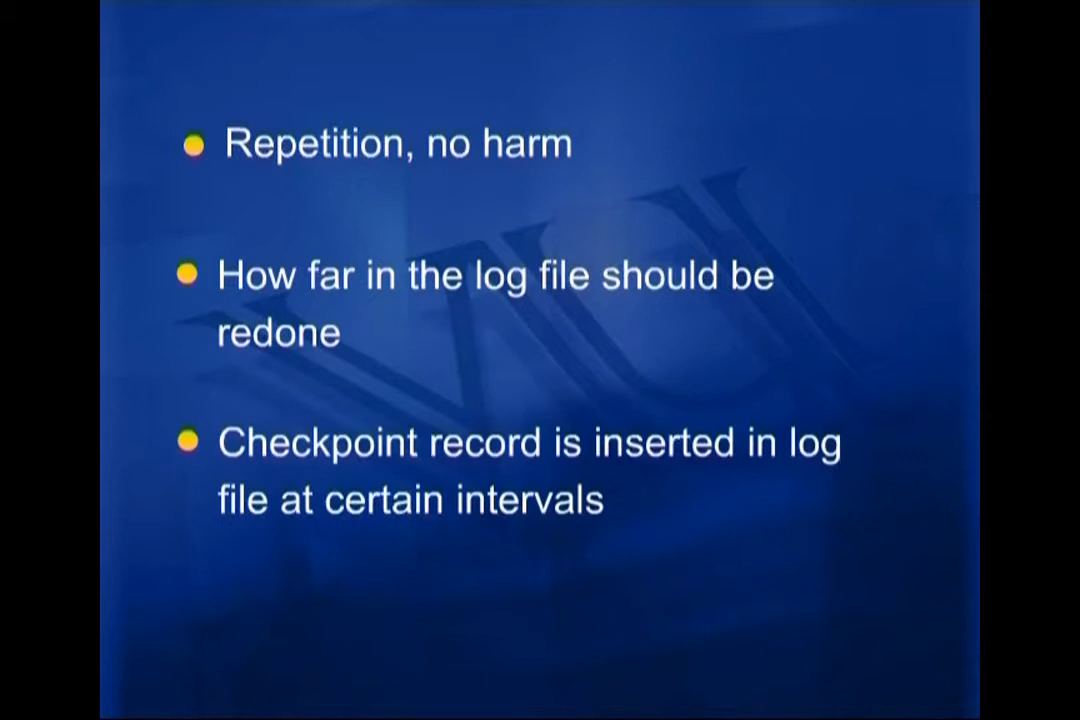 Repetition, no harm
How far in the log file should be
redone
Checkpoint record is inserted in log
file at certain intervals
VU